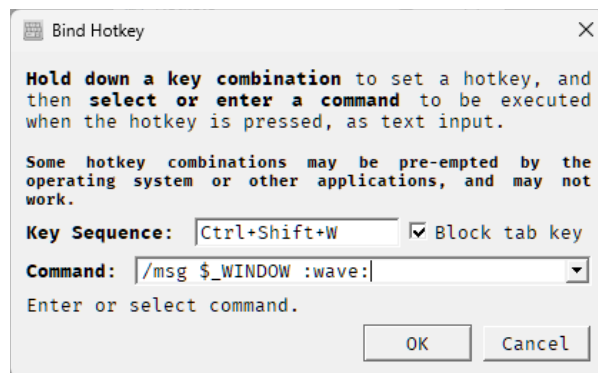 Bind Hotkey
Hold down a key combination to set a hotkey, and
then select or enter a command to be executed
when the hotkey is pressed, as text input.
Some hotkey combinations may be pre-empted by the
operating system or other applications, and may not
work.
Key Sequence: Ctrl+Shift+W Block tab key
Command: /msg $_WINDOW :wave:
Enter or select command.
OK Cancel